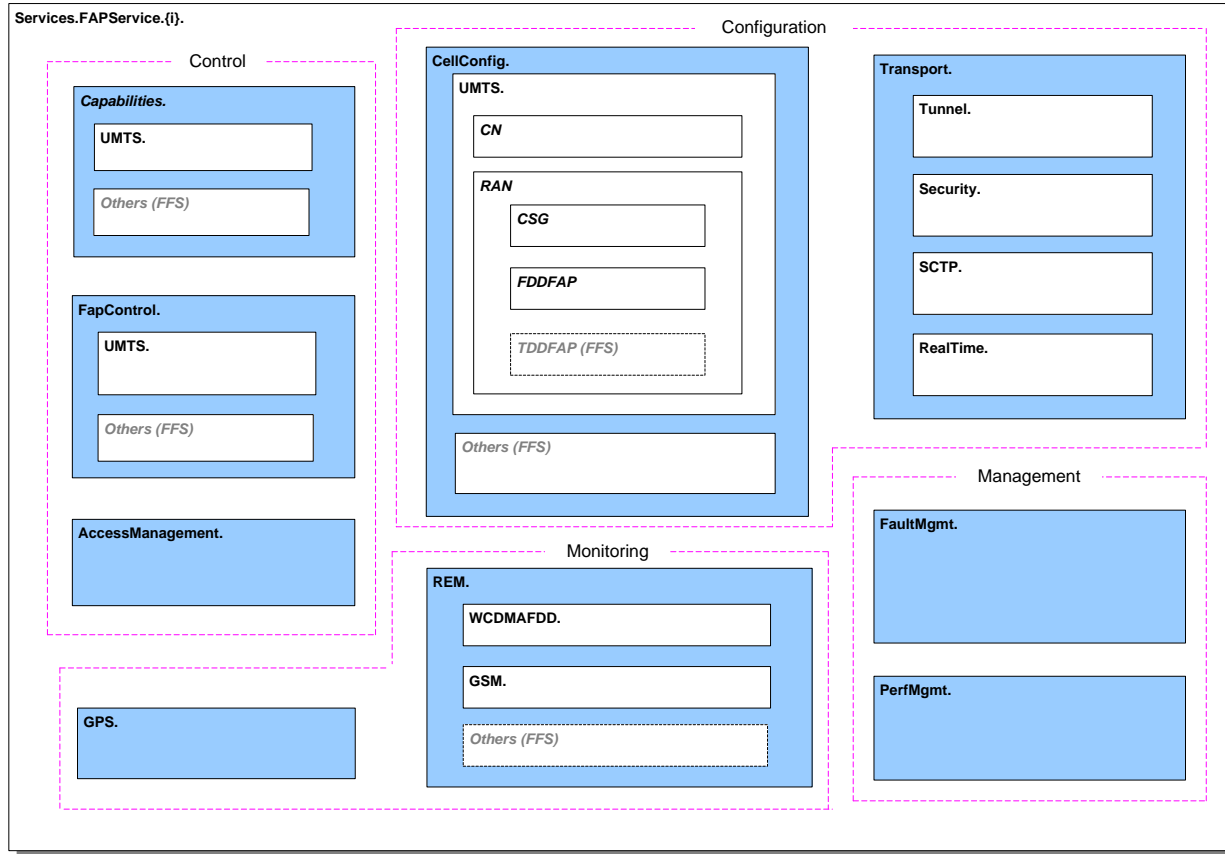 Services.FAPService.{i}.
Control
Capabilities.
UMTS.
Others (FFS)
FapControl.
UMTS.
Others (FFS)
AccessManagement.
Configuration
CellConfig.
UMTS.
CN
RAN
CSG
FDDFAP
TDDFAP (FFS)
Others (FFS)
Transport.
Tunnel.
Security.
SCTP.
RealTime.
Monitoring
REM.
WCDMAFDD.
GSM.
Others (FFS)
GPS.
Management
FaultMgmt.
PerfMgmt.